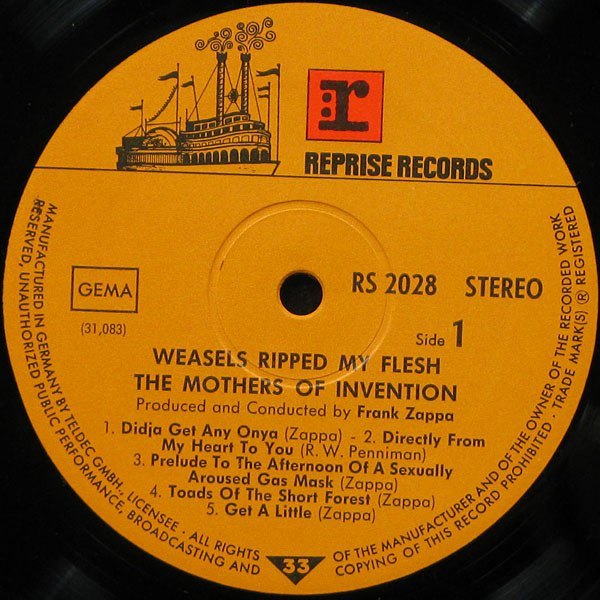 r
REPRISE RECORDS
GEMA
(31,083)
RS 2028 STEREO
Side 1
WEASELS RIPPED MY FLESH
THE MOTHERS OF INVENTION
Produced and Conducted by Frank Zappa
1. Didja Get Any Onya (Zappa) - 2. Directly From
My Heart To You (R. W. Penniman)
3. Prelude To The Afternoon Of A Sexually
Aroused Gas Mask (Zappa)
4. Toads Of The Short Forest (Zappa)
5. Get A Little (Zappa)
33
MANUFACTURED IN GERMANY BY TELDEC GMBH., LICENSEE · ALL RIGHTS
OF THE MANUFACTURER AND OF THE OWNER OF THE RECORDED WORK
RESERVED, UNAUTHORIZED PUBLIC PERFORMANCE, BROADCASTING AND
COPYING OF THIS RECORD PROHIBITED · TRADE MARK(S) ® REGISTERED